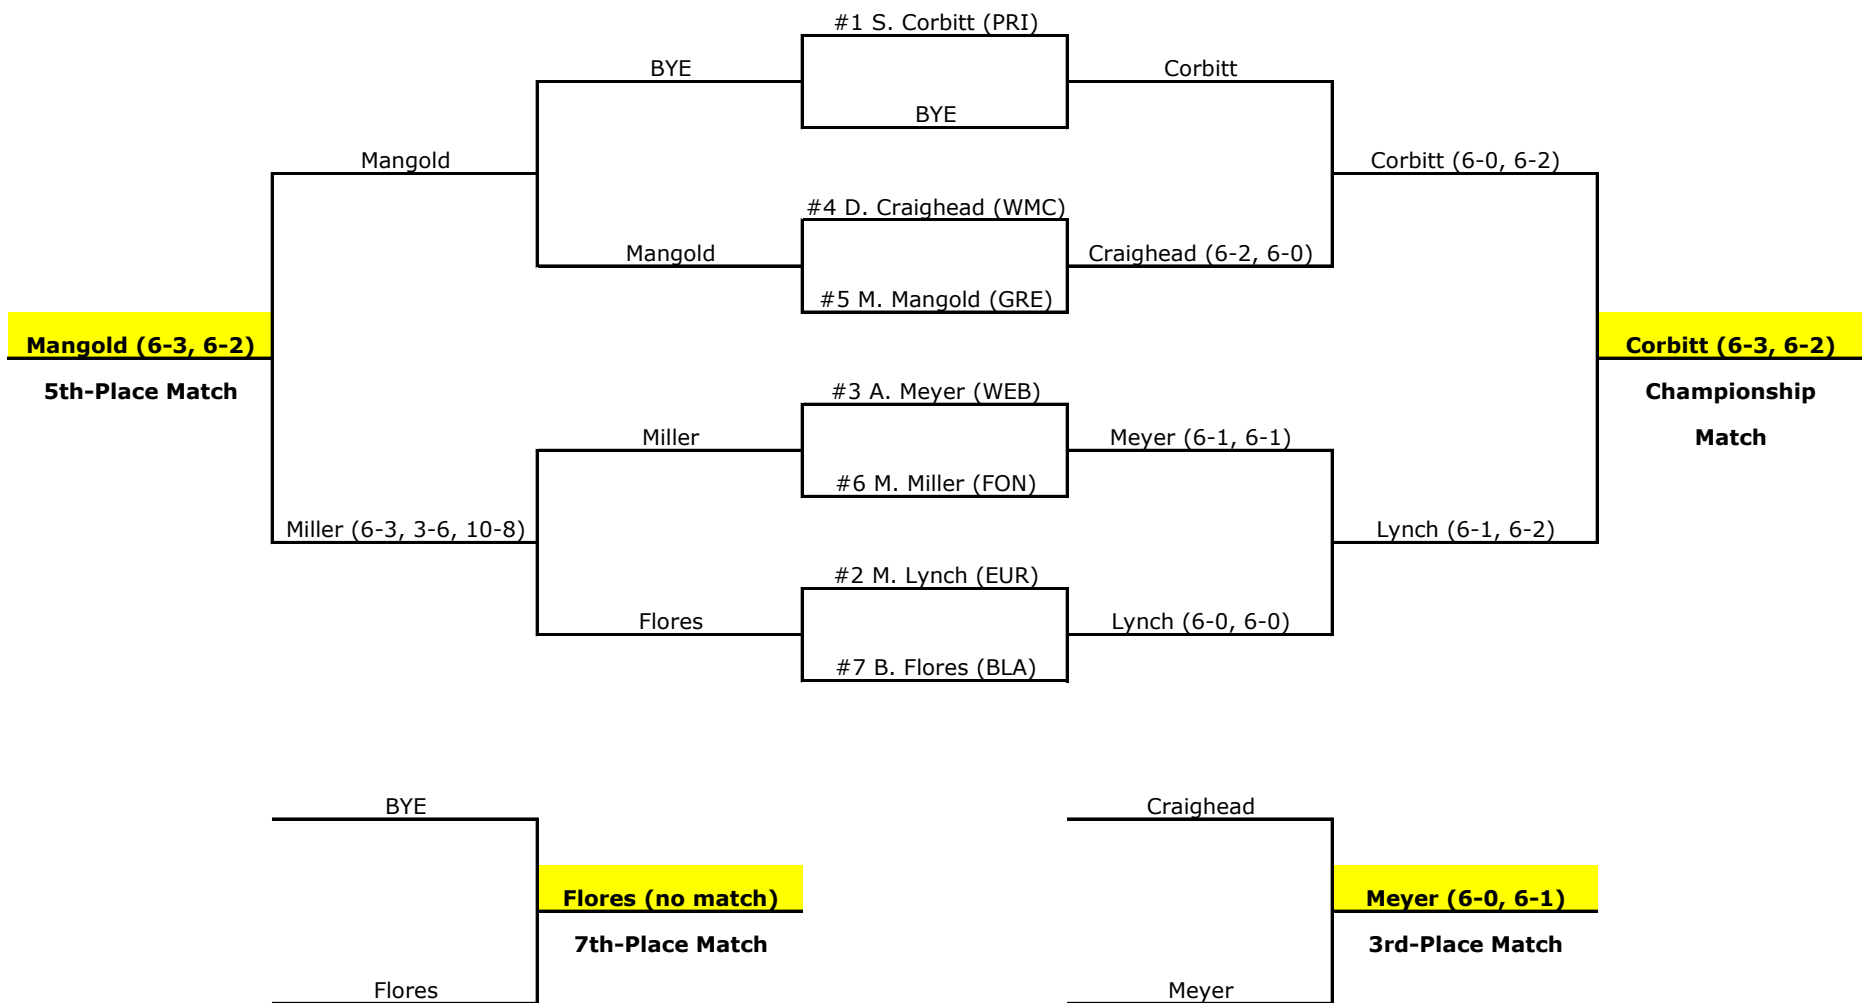 #1 S. Corbitt (PRI)
BYE
Corbitt
BYE
Mangold
Corbitt (6-0, 6-2)
#4 D. Craighead (WMC)
Mangold
Craighead (6-2, 6-0)
#5 M. Mangold (GRE)
Mangold (6-3, 6-2)
Corbitt (6-3, 6-2)
5th-Place Match
#3 A. Meyer (WEB)
Championship
Miller
Meyer (6-1, 6-1)
Match
#6 M. Miller (FON)
Miller (6-3, 3-6, 10-8)
Lynch (6-1, 6-2)
#2 M. Lynch (EUR)
Flores
Lynch (6-0, 6-0)
#7 B. Flores (BLA)
BYE
Craighead
Flores (no match)
Meyer (6-0, 6-1)
7th-Place Match
3rd-Place Match
Flores
Meyer